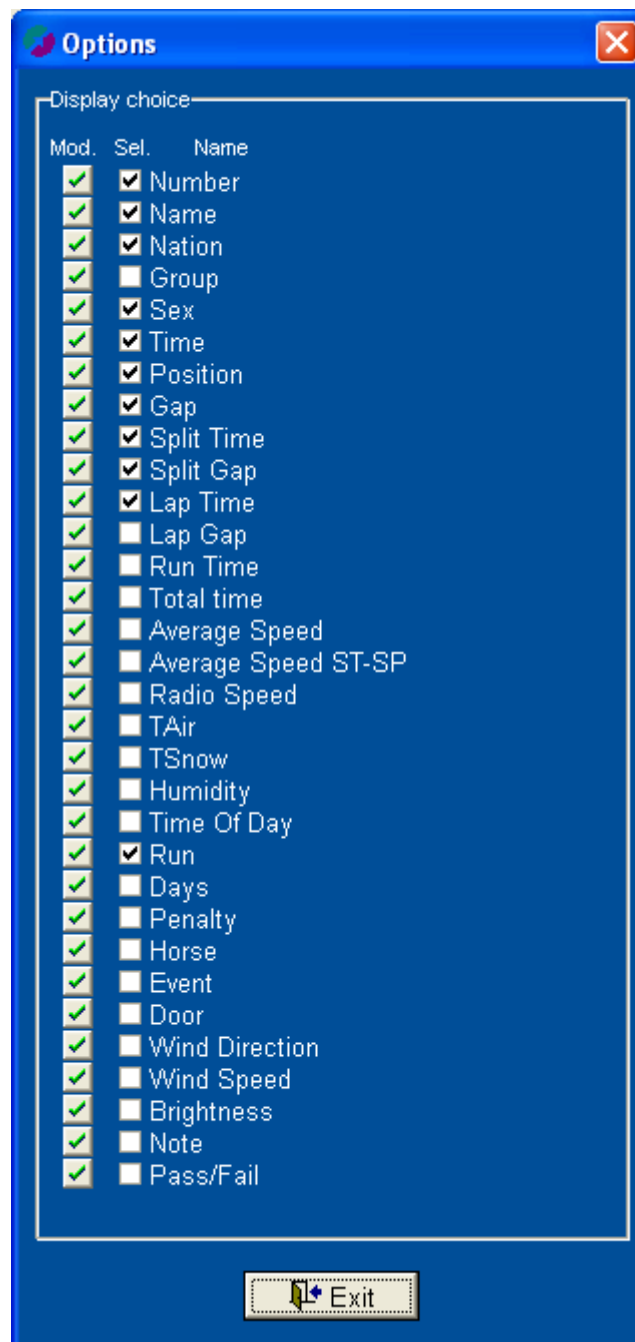 Options
Display choice
Mod. Sel. Name
Number
Name
Nation
Group
Sex
Time
Position
Gap
Split Time
Split Gap
Lap Time
Lap Gap
Run Time
Total time
Average Speed
Average Speed ST-SP
Radio Speed
TAir
TSnow
Humidity
Time Of Day
Run
Days
Penalty
Horse
Event
Door
Wind Direction
Wind Speed
Brightness
Note
Pass/Fail
Exit